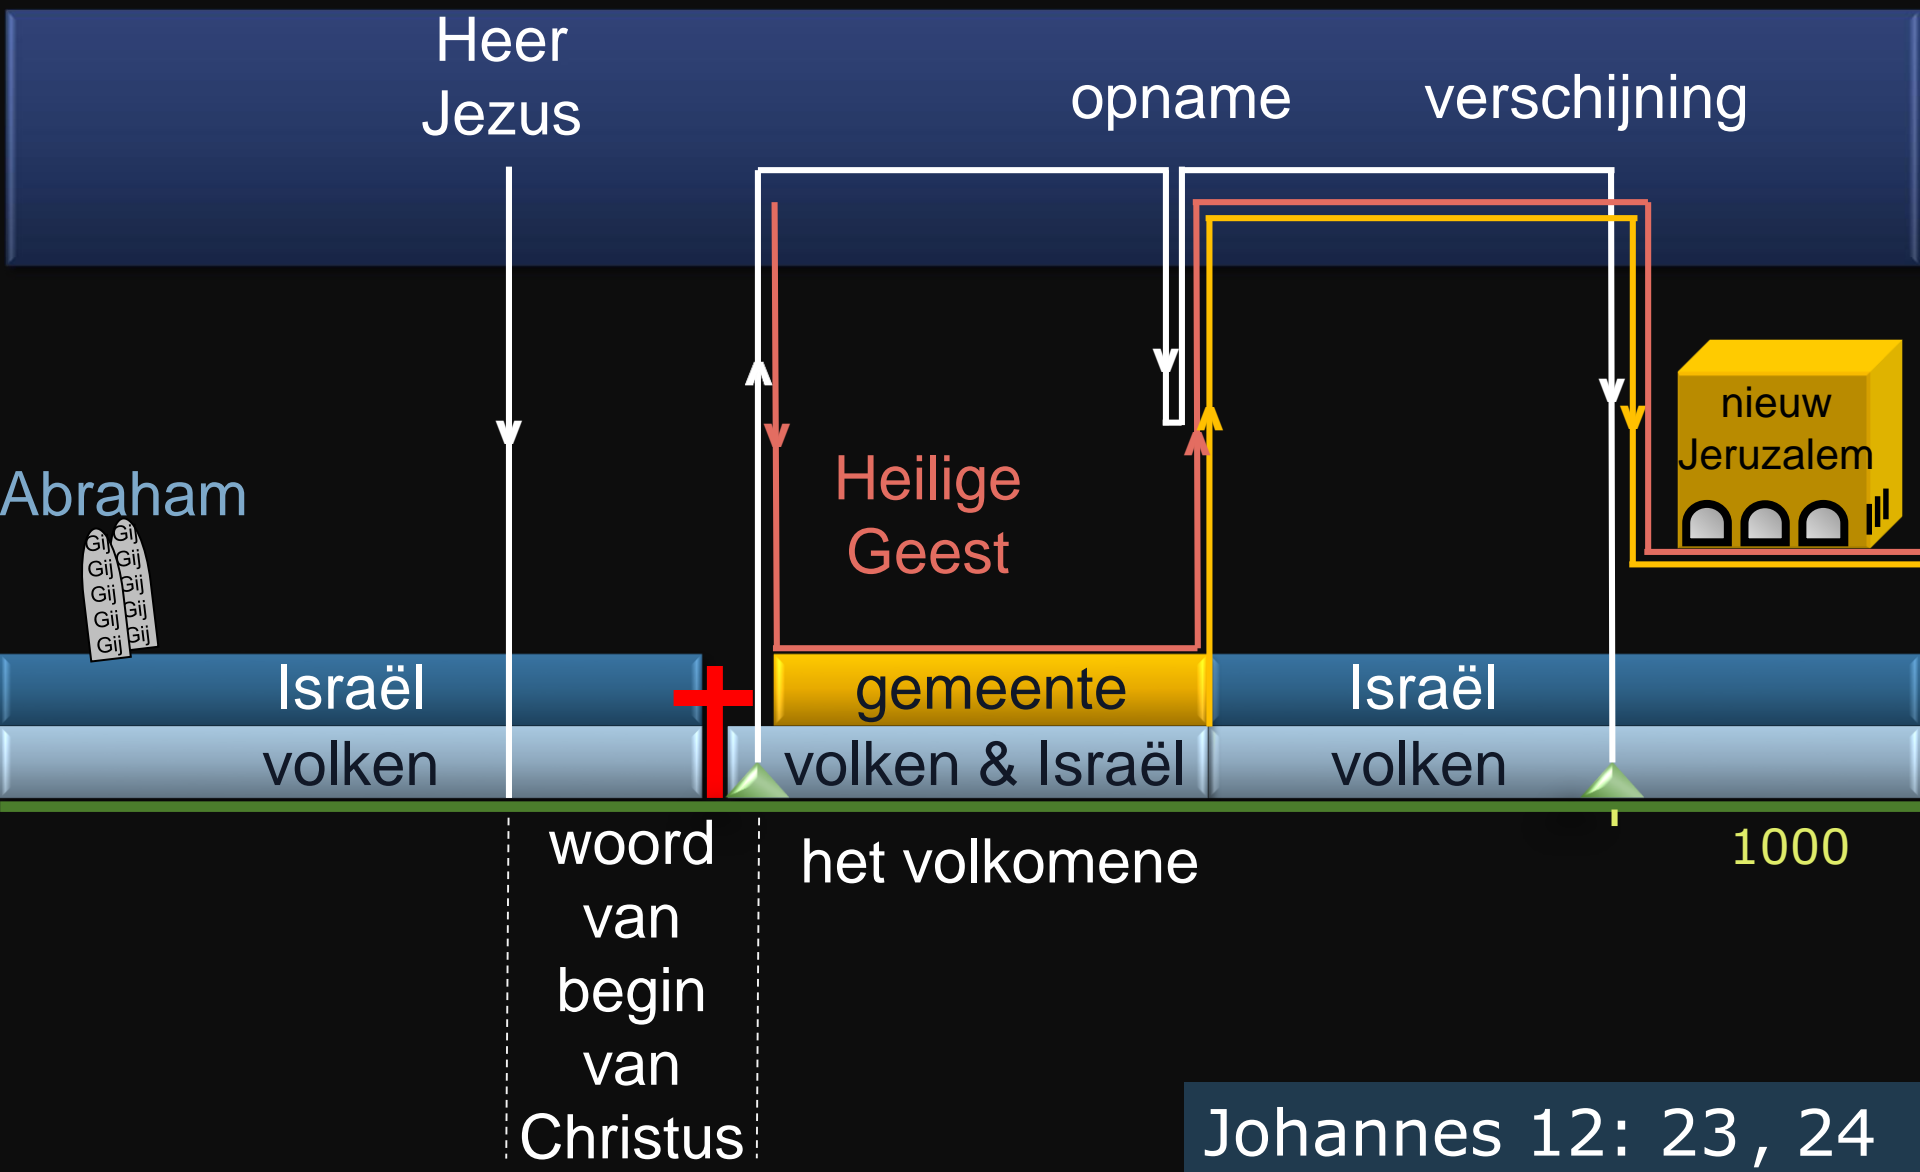 Heer
Jezus
opname
verschijning
nieuw
Jeruzalem
Abraham
Gij
Gij
Gij
Gij
Gij
Gij
Gij
Gij
Gij
Gij
Heilige
Geest
Israël
gemeente
Israël
volken
volken & Israël
volken
woord
van
begin
van
Christus
het volkomene
1000
Johannes 12: 23, 24